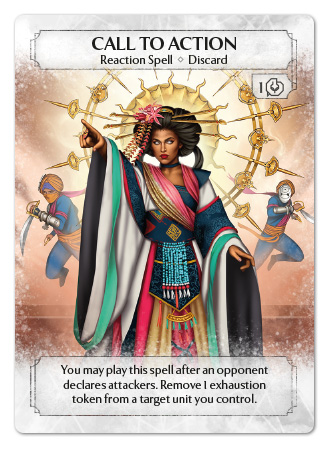 CALL TO ACTION
Reaction Spell ◇ Discard
1
You may play this spell after an opponent
declares attackers. Remove 1 exhaustion
token from a target unit you control.